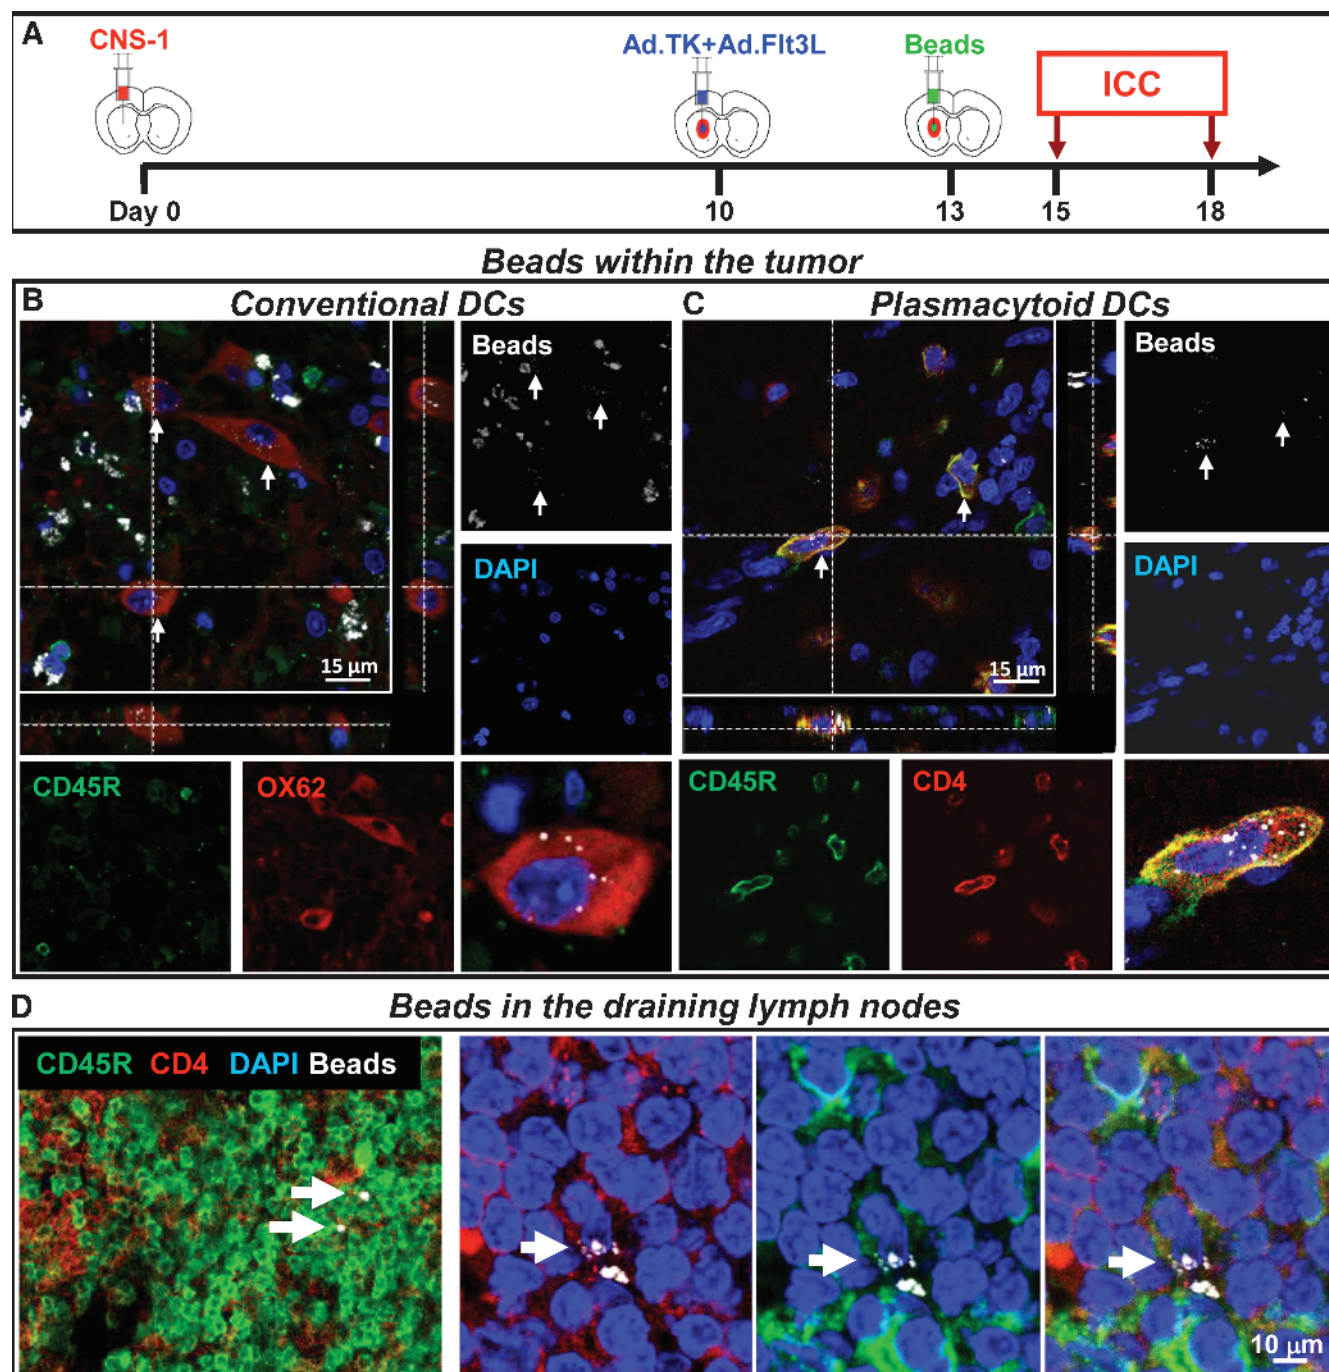 A
CNS-1
Ad.TK+Ad.Flt3L
Beads
ICC
Day 0
10
13
15
18
Beads within the tumor
B
Conventional DCs
Beads
15 µm
DAPI
CD45R
OX62
C
Plasmacytoid DCs
Beads
15 µm
DAPI
CD45R
CD4
D
Beads in the draining lymph nodes
CD45R CD4 DAPI Beads
10 µm